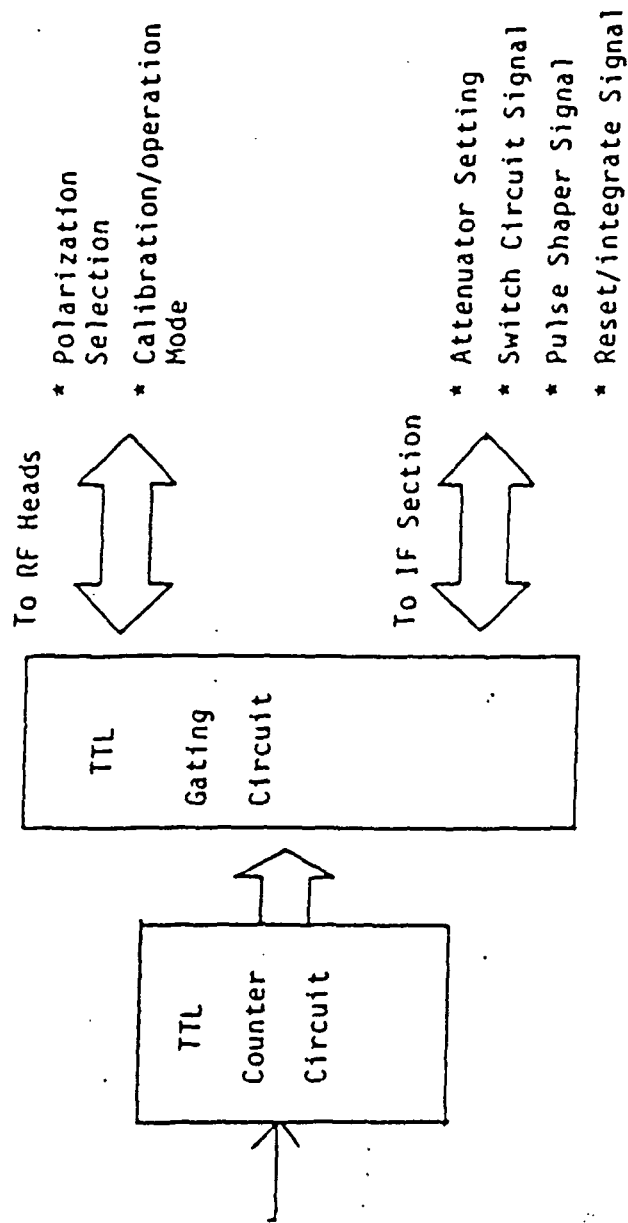 TTL
Counter
Circuit
TTL
Gating
Circuit
To RF Heads
* Polarization
Selection
* Calibration/operation
Mode
To IF Section
* Attenuator Setting
* Switch Circuit Signal
* Pulse Shaper Signal
* Reset/integrate Signal